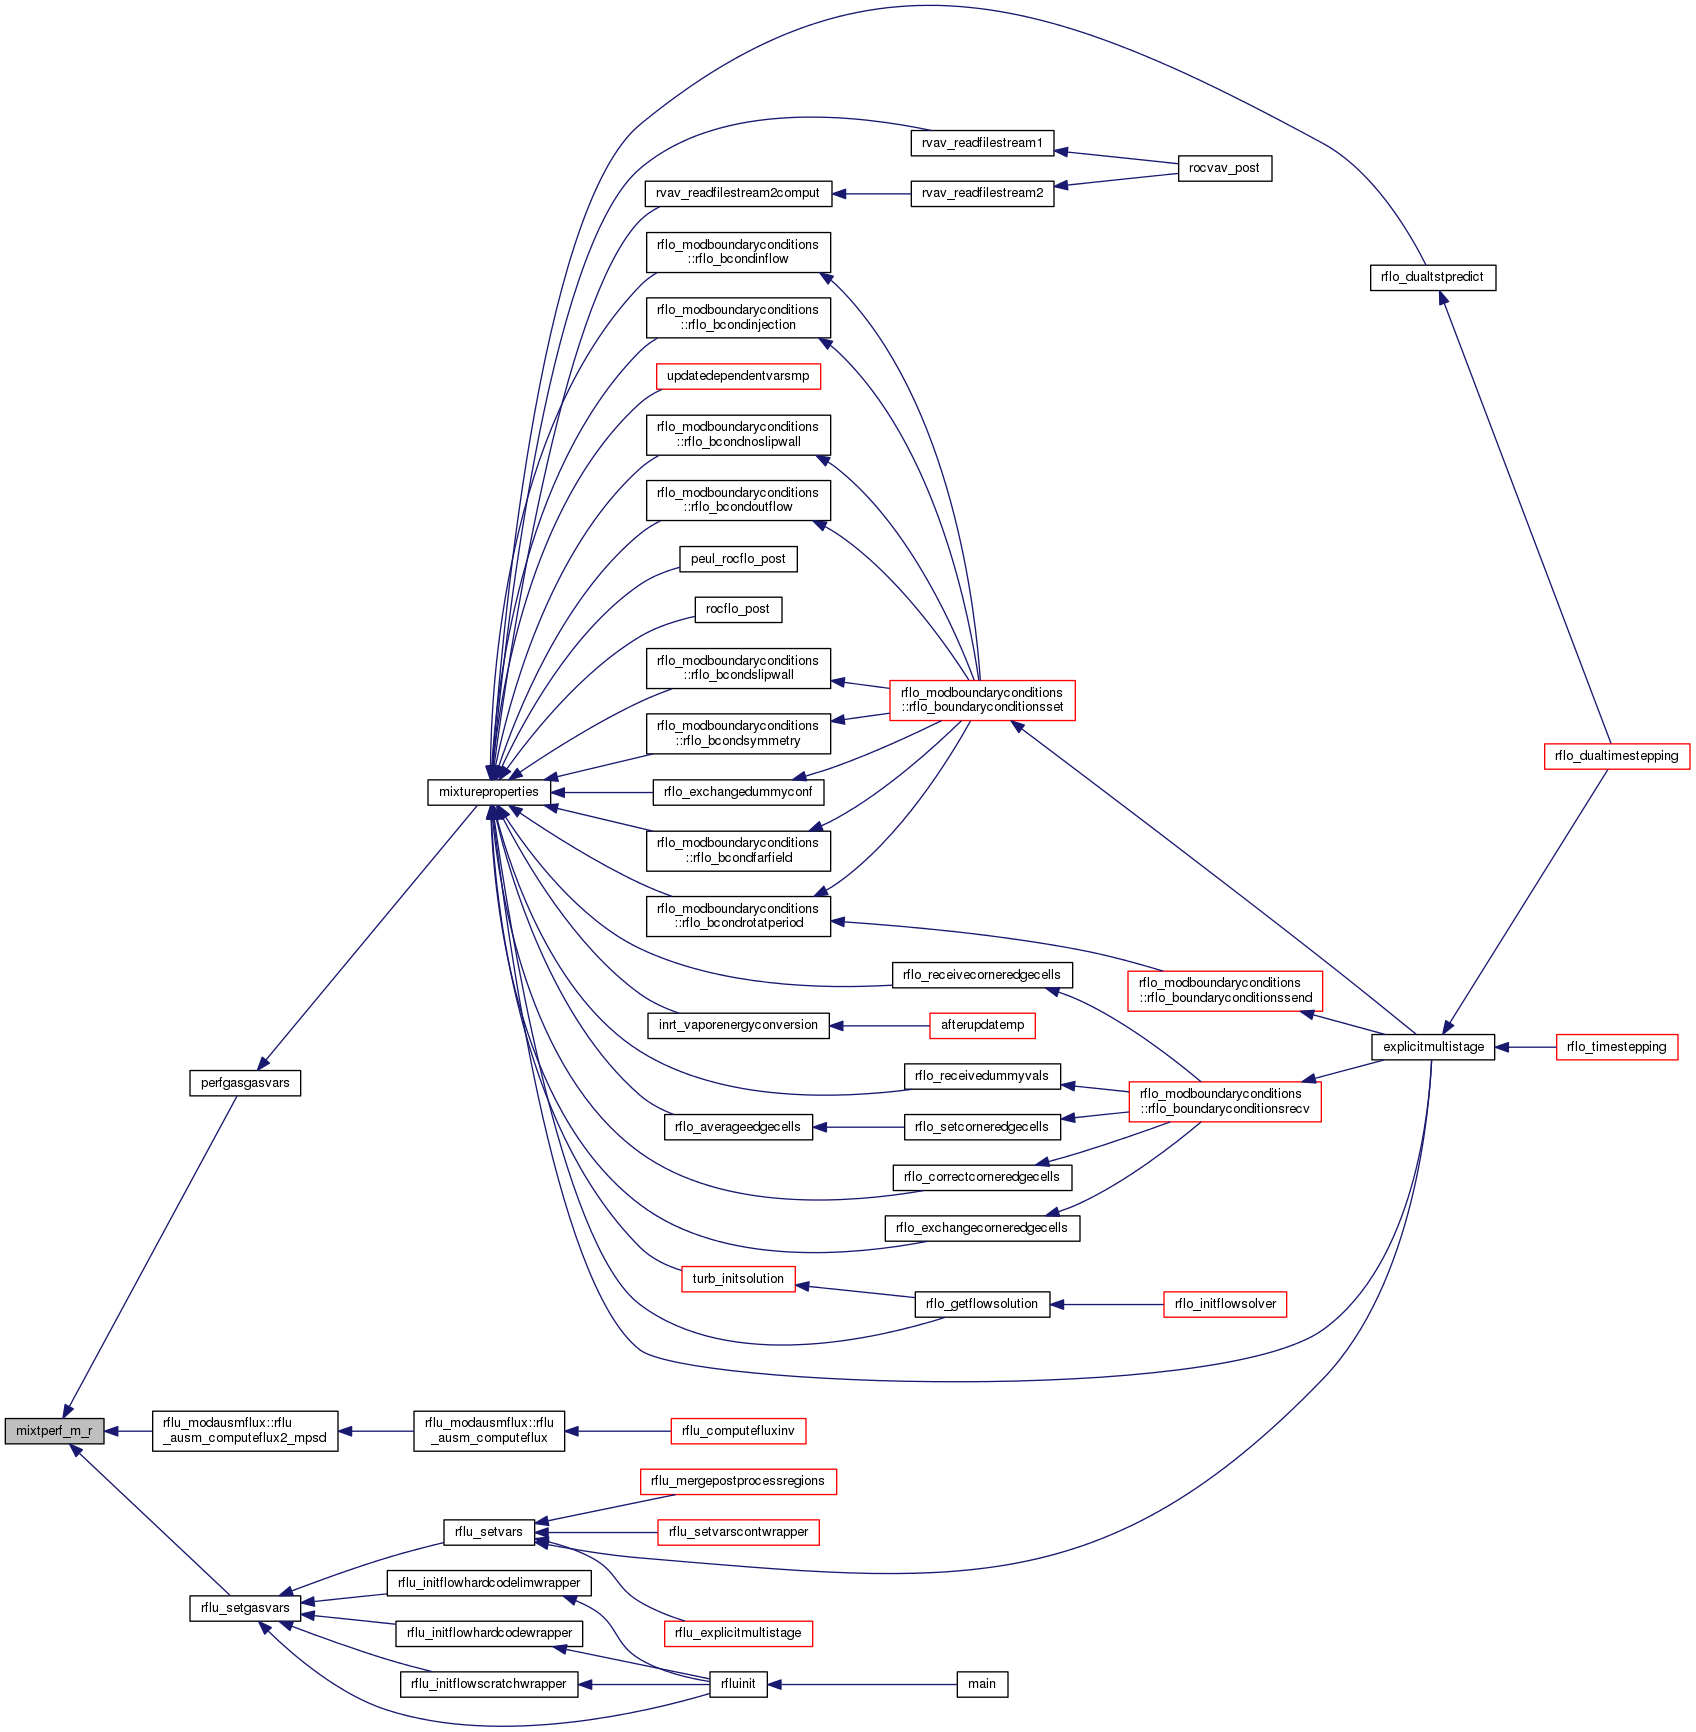 rvav_readfilestream1
rocvav_post
rvav_readfilestream2comput
rvav_readfilestream2
rflo_modboundaryconditions
::rflo_bcondinflow
rflo_dualtstpredict
rflo_modboundaryconditions
::rflo_bcondinjection
updatedependentvarsmp
rflo_modboundaryconditions
::rflo_bcondnoslipwall
rflo_modboundaryconditions
::rflo_bcondoutflow
peul_rocflo_post
rocflo_post
rflo_modboundaryconditions
::rflo_bcondslipwall
rflo_modboundaryconditions
::rflo_boundaryconditionsset
rflo_modboundaryconditions
::rflo_bcondsymmetry
rflo_dualtimestepping
mixtureproperties
rflo_exchangedummyconf
rflo_modboundaryconditions
::rflo_bcondfarfield
rflo_modboundaryconditions
::rflo_bcondrotatperiod
rflo_receivecorneredgecells
rflo_modboundaryconditions
::rflo_boundaryconditionssend
inrt_vaporenergyconversion
afterupdatemp
explicitmultistage
rflo_timestepping
perfgasgasvars
rflo_receivedummyvals
rflo_modboundaryconditions
::rflo_boundaryconditionsrecv
rflo_averageedgecells
rflo_setcorneredgecells
rflo_correctcorneredgecells
rflo_exchangecorneredgecells
turb_initsolution
rflo_getflowsolution
rflo_initflowsolver
mixtperf_m_r
rflu_modausmflux::rflu
_ausm_computeflux2_mpsd
rflu_modausmflux::rflu
_ausm_computeflux
rflu_computefluxinv
rflu_mergepostprocessregions
rflu_setvars
rflu_setvarscontwrapper
rflu_initflowhardcodelimwrapper
rflu_setgasvars
rflu_initflowhardcodewrapper
rflu_explicitmultistage
rflu_initflowscratchwrapper
rfluinit
main